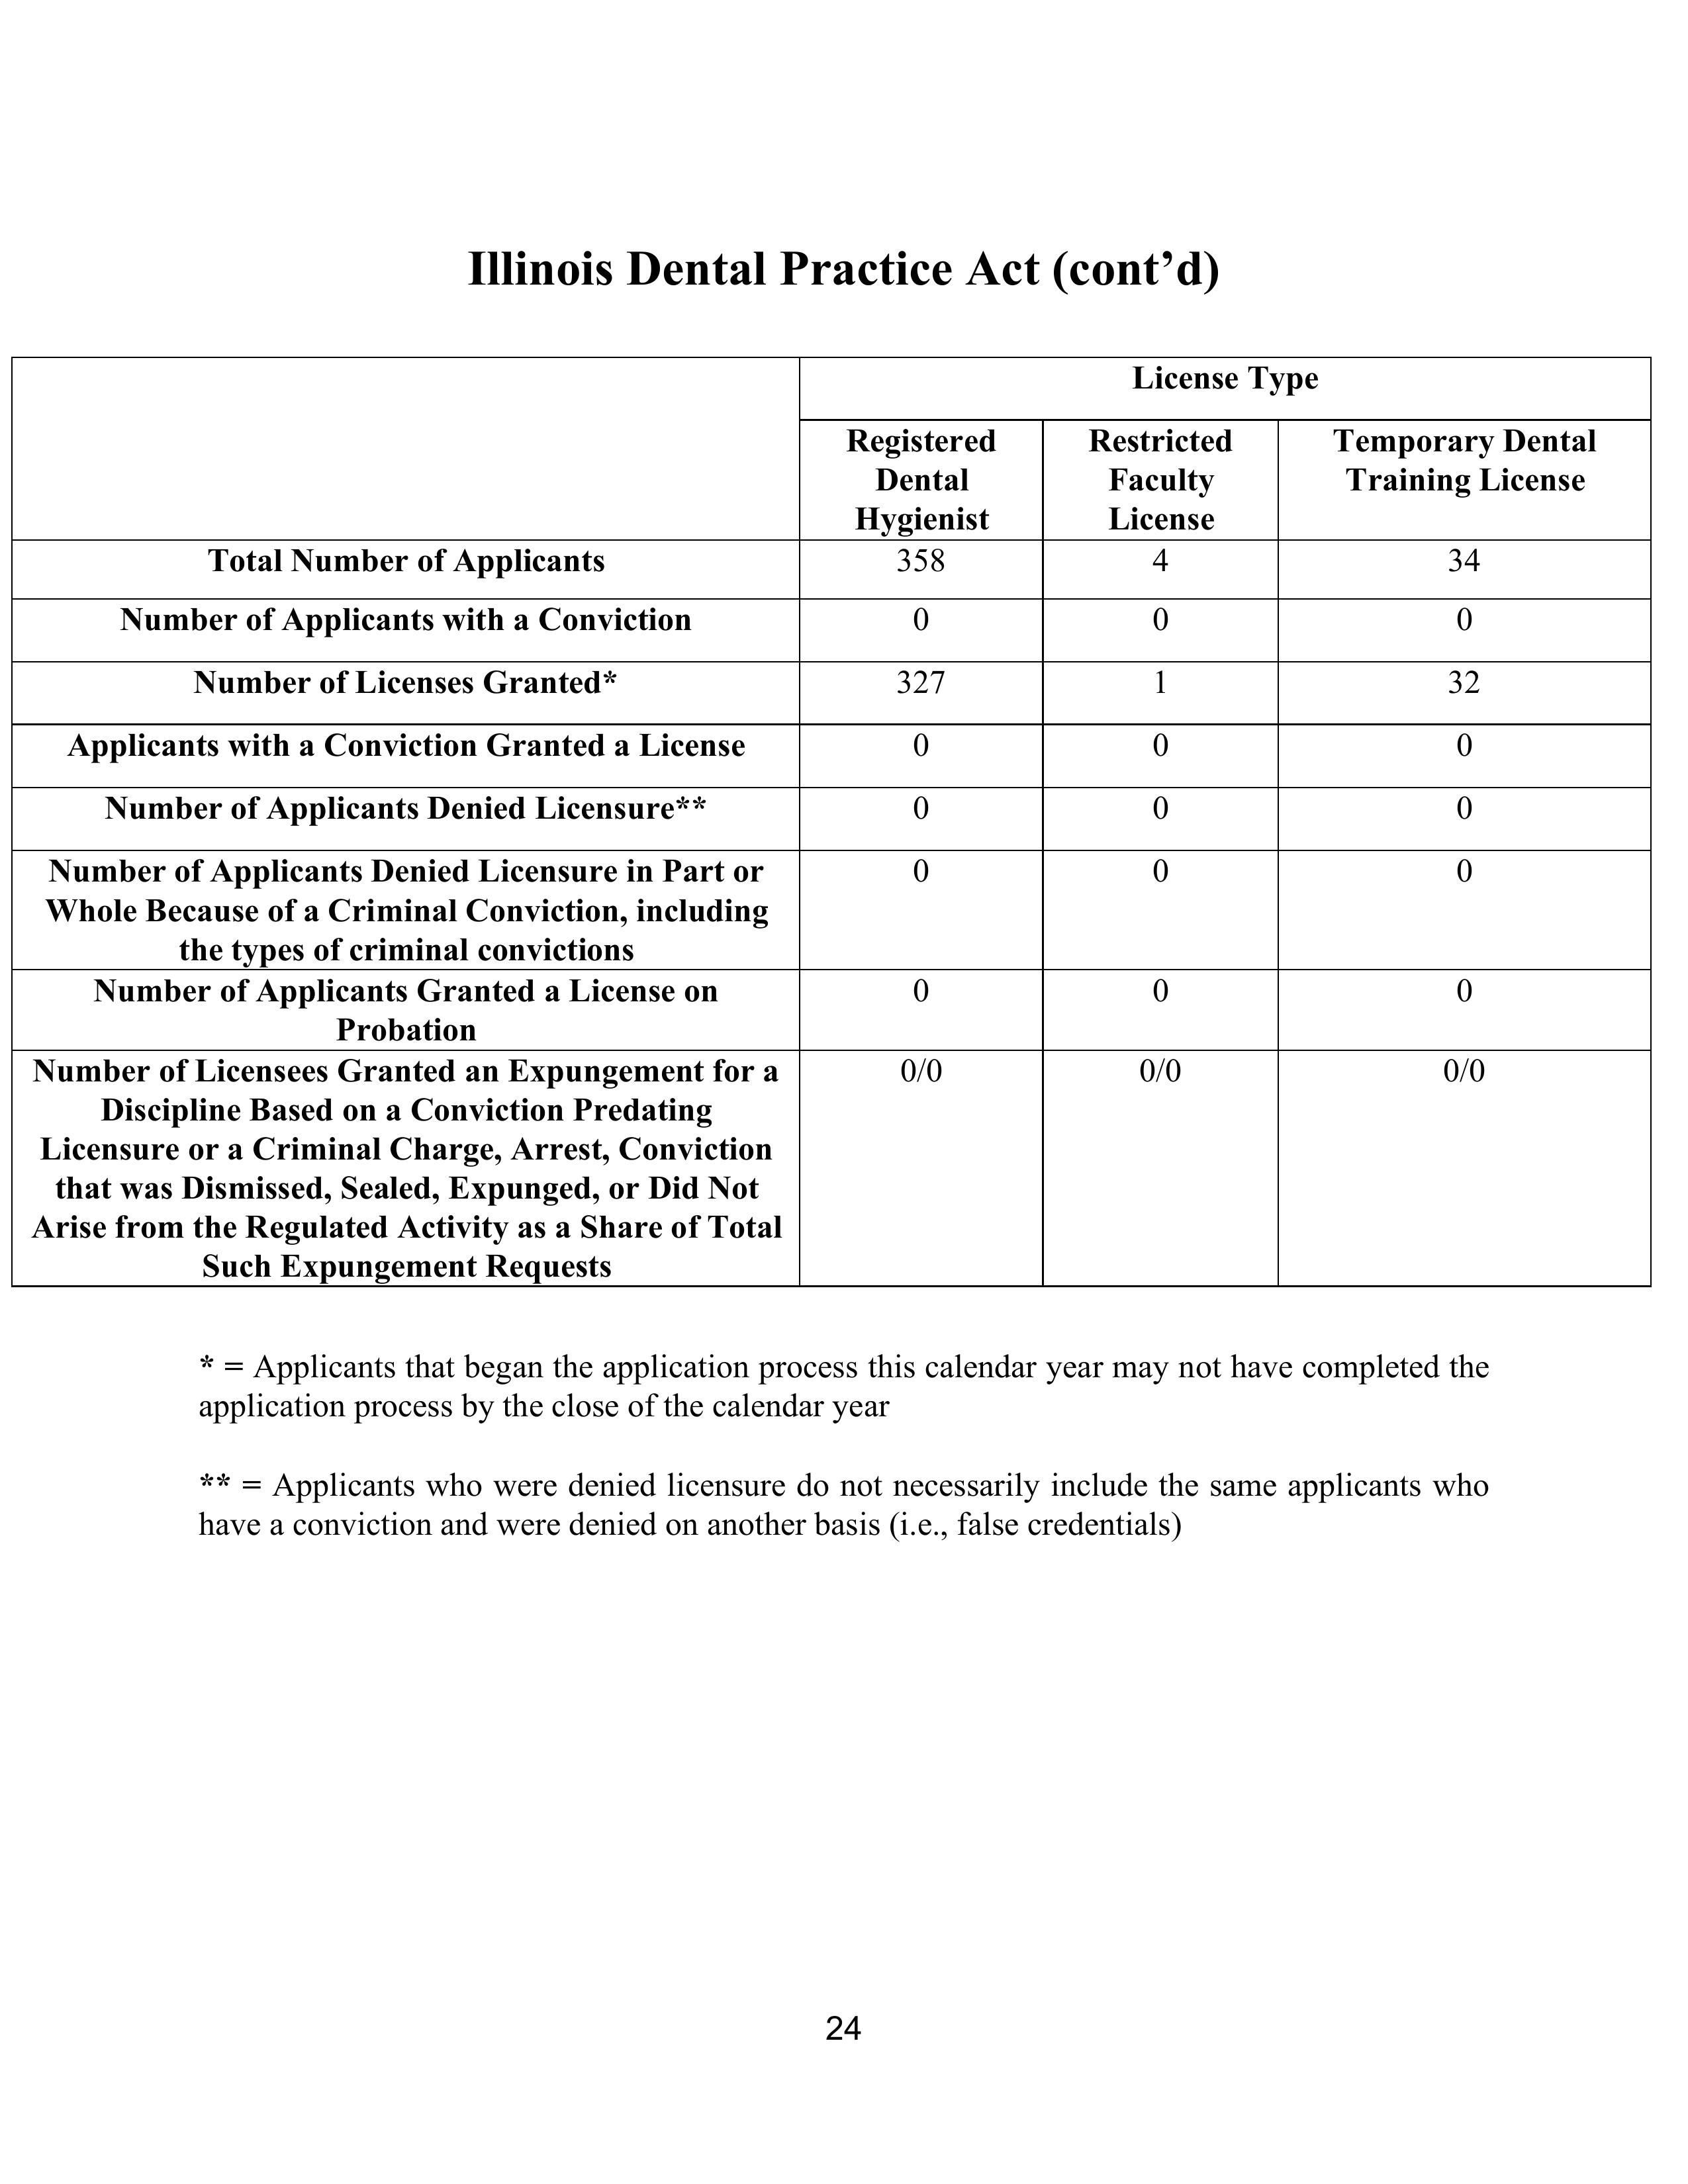 Illinois Dental Practice Act (cont’d)
License Type
Registered
Dental
Hygienist
Restricted
Faculty
License
Temporary Dental
Training License
Total Number of Applicants 358 4 34
Number of Applicants with a Conviction 0 0 0
Number of Licenses Granted* 327 1 32
Applicants with a Conviction Granted a License 0 0 0
Number of Applicants Denied Licensure** 0 0 0
Number of Applicants Denied Licensure in Part or
Whole Because of a Criminal Conviction, including
the types of criminal convictions
0 0 0
Number of Applicants Granted a License on
Probation
0 0 0
Number of Licensees Granted an Expungement for a
Discipline Based on a Conviction Predating
Licensure or a Criminal Charge, Arrest, Conviction
that was Dismissed, Sealed, Expunged, or Did Not
Arise from the Regulated Activity as a Share of Total
Such Expungement Requests
0/0 0/0 0/0
* = Applicants that began the application process this calendar year may not have completed the
application process by the close of the calendar year
** = Applicants who were denied licensure do not necessarily include the same applicants who
have a conviction and were denied on another basis (i.e., false credentials)
24